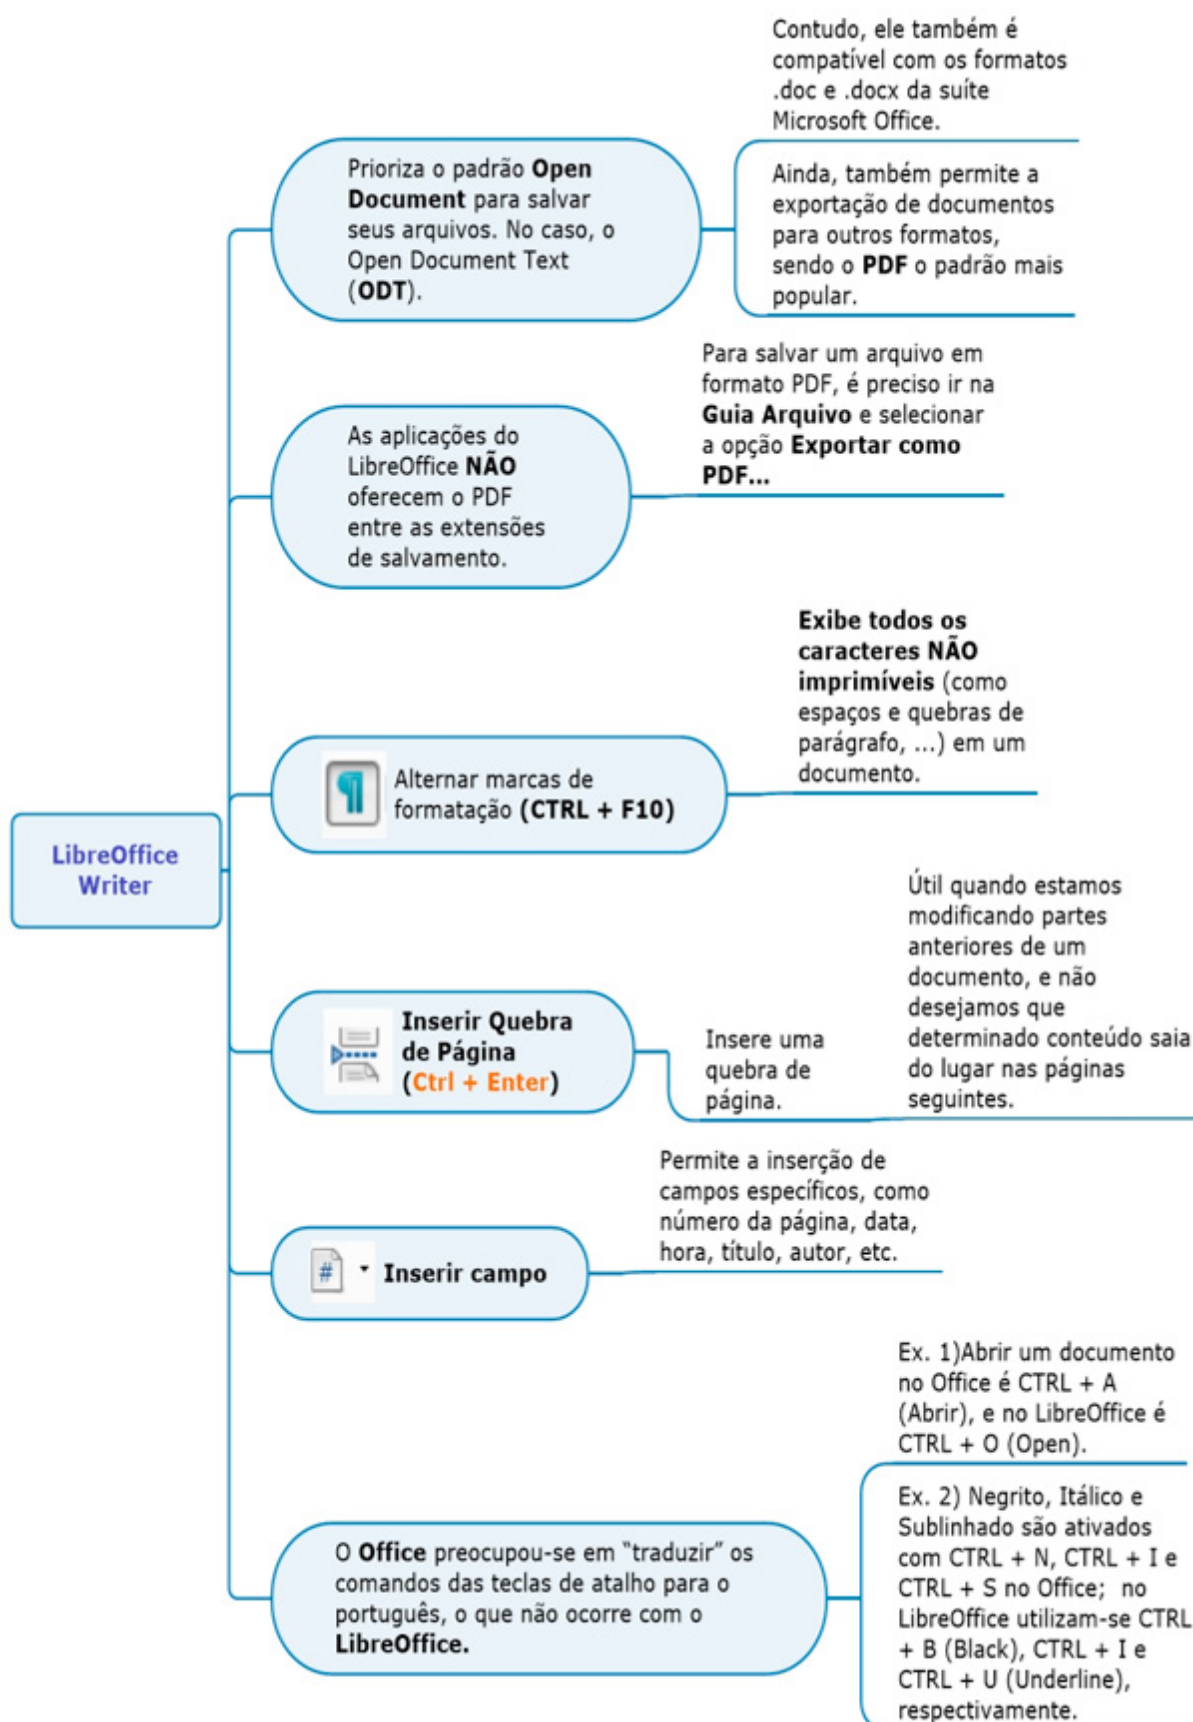 LibreOffice
Writer
Prioriza o padrão Open
Document para salvar
seus arquivos. No caso, o
Open Document Text
(ODT).
Contudo, ele também é
compatível com os formatos
.doc e .docx da suíte
Microsoft Office.
Ainda, também permite a
exportação de documentos
para outros formatos,
sendo o PDF o padrão mais
popular.
As aplicações do
LibreOffice NÃO
oferecem o PDF
entre as extensões
de salvamento.
Para salvar um arquivo em
formato PDF, é preciso ir na
Guia Arquivo e selecionar
a opção Exportar como
PDF...
Alternar marcas de
formatação (CTRL + F10)
Exibe todos os
caracteres NÃO
imprimíveis (como
espaços e quebras de
parágrafo, ...) em um
documento.
Inserir Quebra
de Página
(Ctrl + Enter)
Insere uma
quebra de
página.
Útil quando estamos
modificando partes
anteriores de um
documento, e não
desejamos que
determinado conteúdo saia
do lugar nas páginas
seguintes.
# Inserir campo
Permite a inserção de
campos específicos, como
número da página, data,
hora, título, autor, etc.
O Office preocupou-se em "traduzir" os
comandos das teclas de atalho para o
português, o que não ocorre com o
LibreOffice.
Ex. 1)Abrir um documento
no Office é CTRL + A
(Abrir), e no LibreOffice é
CTRL + O (Open).
Ex. 2) Negrito, Itálico e
Sublinhado são ativados
com CTRL + N, CTRL + I e
CTRL + S no Office; no
LibreOffice utilizam-se CTRL
+ B (Black), CTRL + I e
CTRL + U (Underline),
respectivamente.